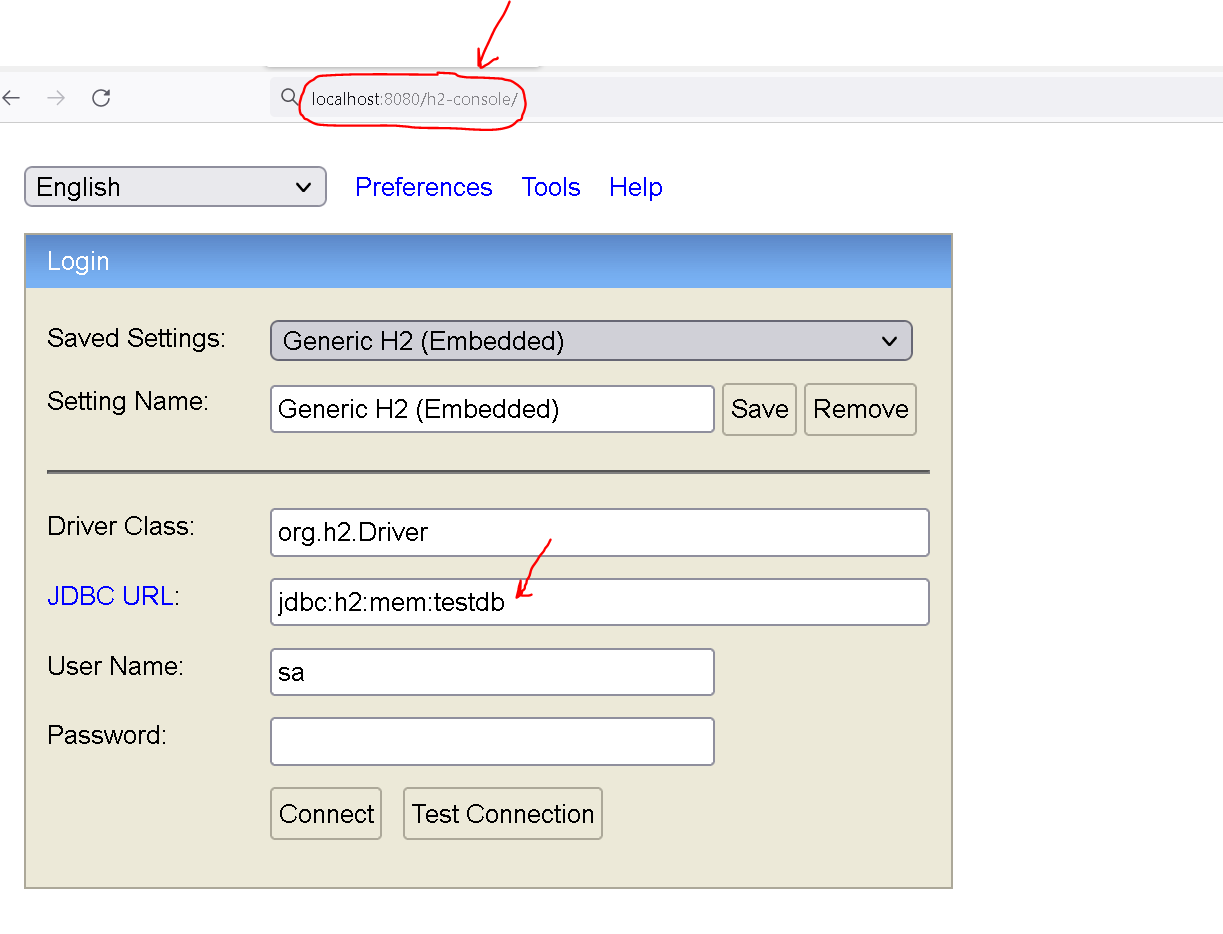 localhost:8080/h2-console/
English Preferences Tools Help
Login
Saved Settings: Generic H2 (Embedded)
Setting Name: Generic H2 (Embedded) Save Remove
Driver Class: org.h2.Driver
JDBC URL: jdbc:h2:mem:testdb
User Name: sa
Password:
Connect Test Connection